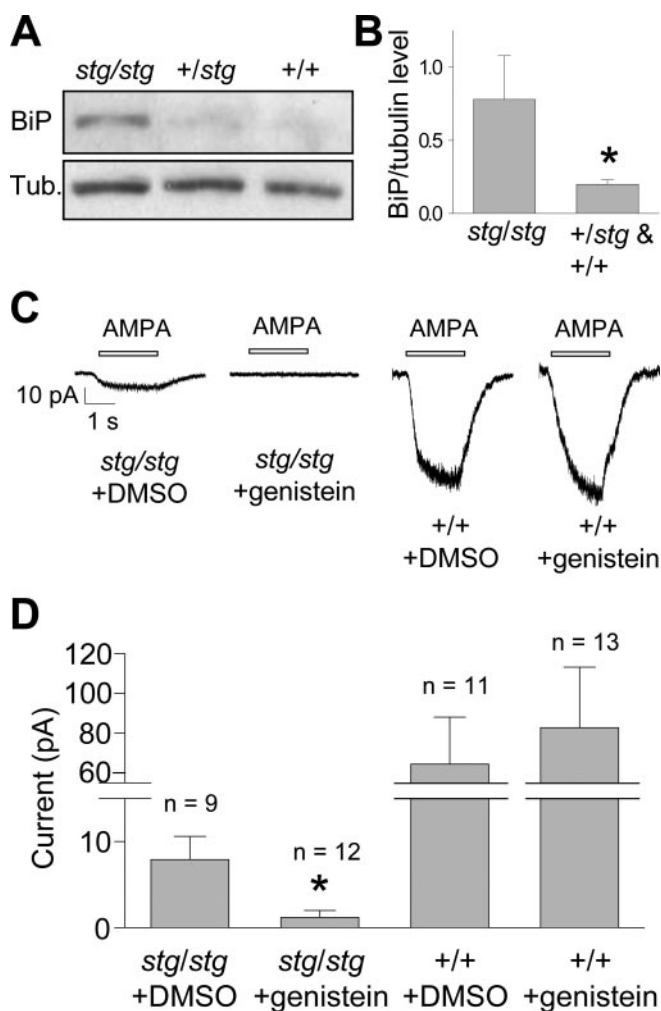 A
stg/stg +/stg +/+
BiP
Tub.
B
BiP/tubulin level
1.0
0.5
0.0
*
stg/stg
+/stg &
+/+
C
AMPA AMPA AMPA AMPA
10 pA
1 s
stg/stg stg/stg
+DMSO +genistein
+/+ +/+
+DMSO +genistein
D
Current (pA)
120
100
80
60
10
0
n = 9
n = 12
*
n = 11
n = 13
stg/stg stg/stg +/+ +/+
+DMSO +genistein +DMSO +genistein